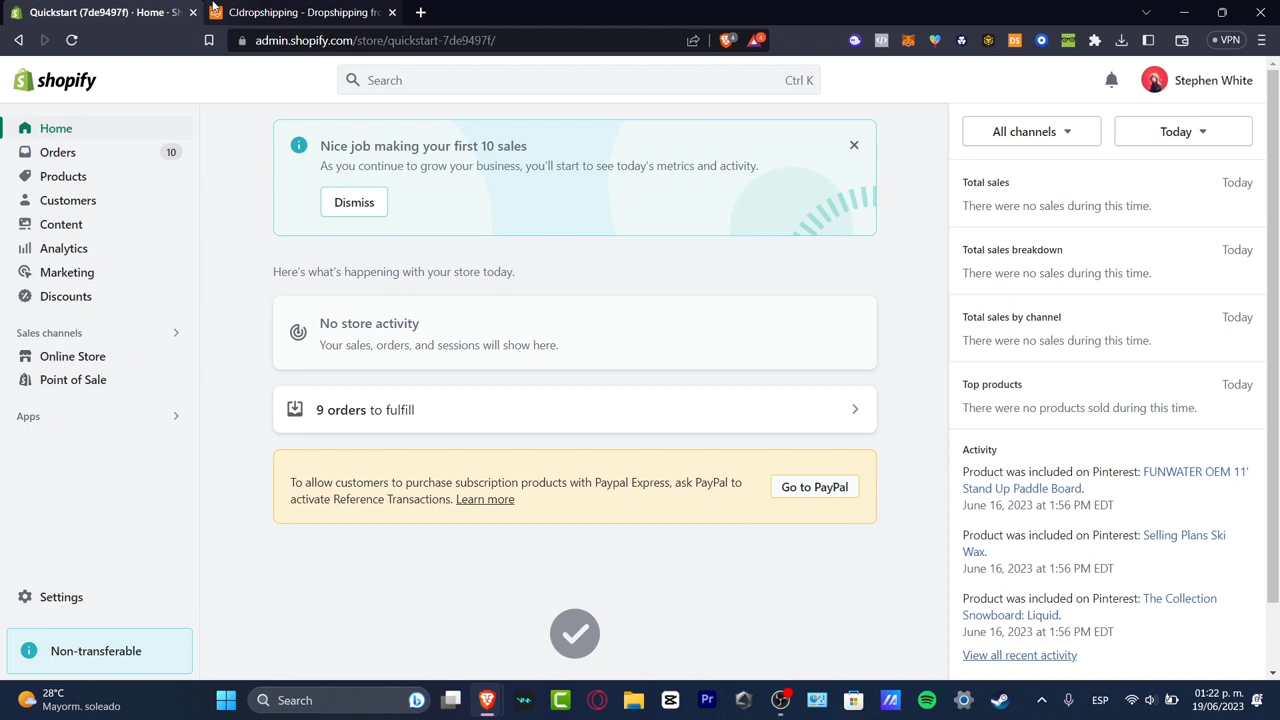 Quickstart (7de9497f) · Home · Sh
CJdropshipping - Dropshipping fro
admin.shopify.com/store/quickstart-7de9497f/
4
4
VPN
shopify
Search
Ctrl K
Stephen White
Home
Orders
10
Products
Customers
Content
Analytics
Marketing
Discounts
Sales channels
Online Store
Point of Sale
Apps
Settings
Non-transferable
Nice job making your first 10 sales
As you continue to grow your business, you'll start to see today's metrics and activity.
Dismiss
Here's what's happening with your store today.
No store activity
Your sales, orders, and sessions will show here.
9 orders to fulfill
To allow customers to purchase subscription products with Paypal Express, ask PayPal to
activate Reference Transactions. Learn more
Go to PayPal
All channels
Today
Total sales
Today
There were no sales during this time.
Total sales breakdown
Today
There were no sales during this time.
Total sales by channel
Today
There were no sales during this time.
Top products
Today
There were no products sold during this time.
Activity
Product was included on Pinterest: FUNWATER OEM 11'
Stand Up Paddle Board.
June 16, 2023 at 1:56 PM EDT
Product was included on Pinterest: Selling Plans Ski
Wax.
June 16, 2023 at 1:56 PM EDT
Product was included on Pinterest: The Collection
Snowboard: Liquid.
June 16, 2023 at 1:56 PM EDT
View all recent activity
28°C
Mayorm. soleado
Search
Pr
ESP
01:22 p. m.
19/06/2023